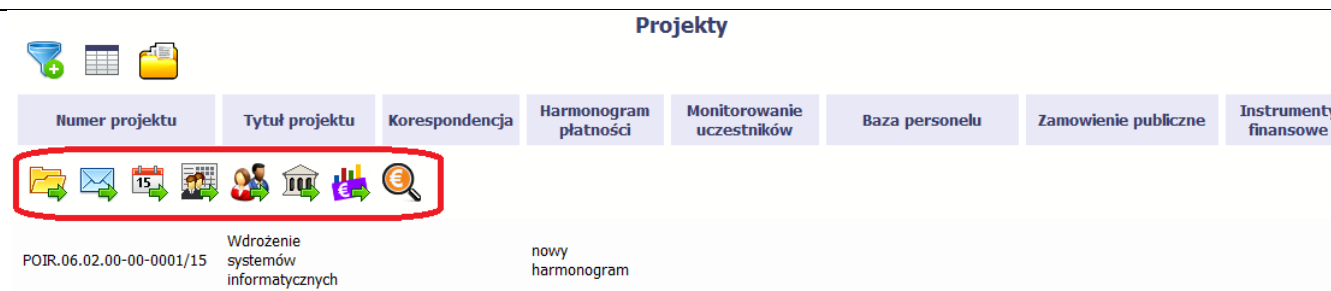 Projekty
Numer projektu
Tytuł projektu
Korespondencja
Harmonogram
płatności
Monitorowanie
uczestników
Baza personelu
Zamowienie publiczne
Instrumenty
finansowe
15
POIR.06.02.00-00-0001/15
Wdrożenie
systemów
informatycznych
nowy
harmonogram